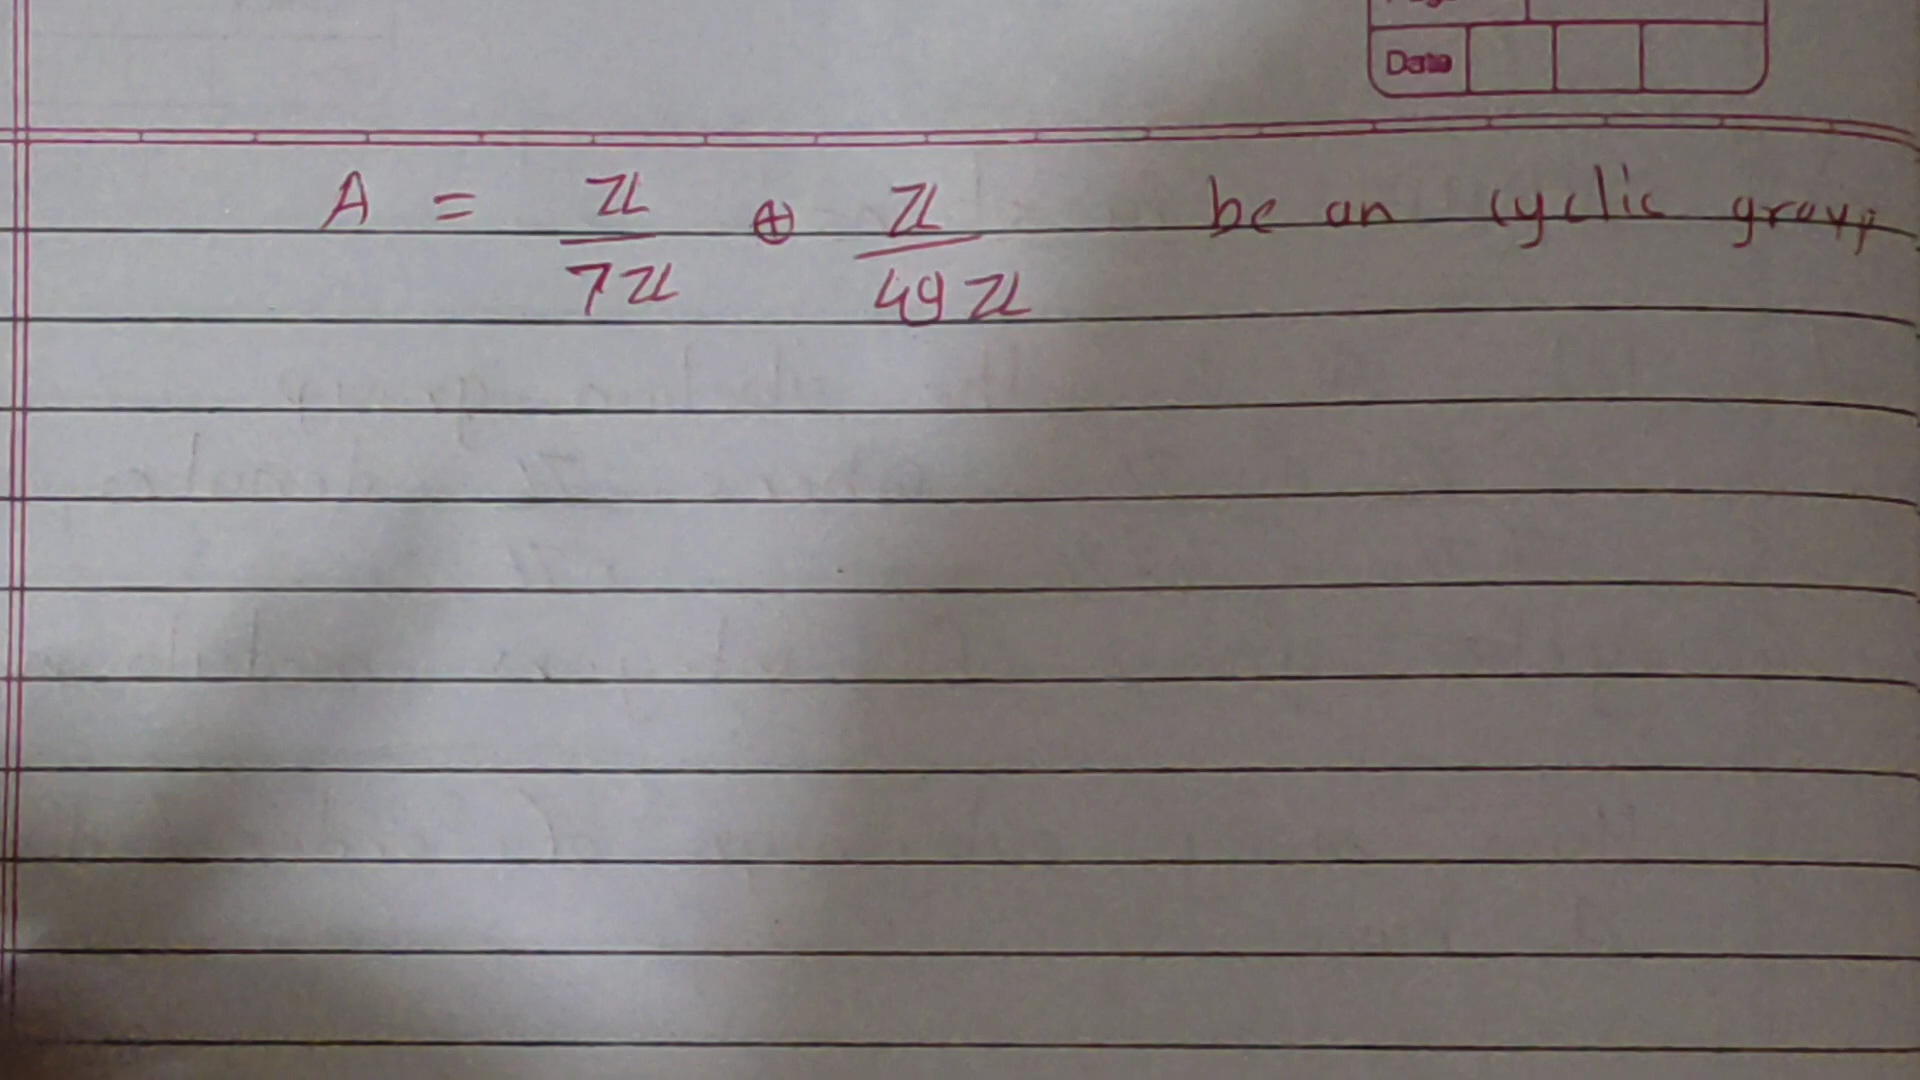 Date
A = ℤ/7ℤ ⊕ ℤ/49ℤ be an cyclic group